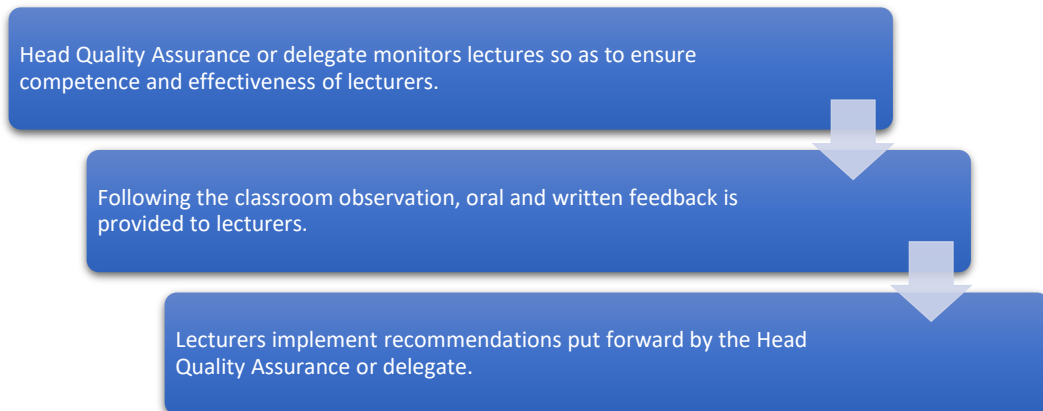 Head Quality Assurance or delegate monitors lectures so as to ensure
competence and effectiveness of lecturers.
Following the classroom observation, oral and written feedback is
provided to lecturers.
Lecturers implement recommendations put forward by the Head
Quality Assurance or delegate.